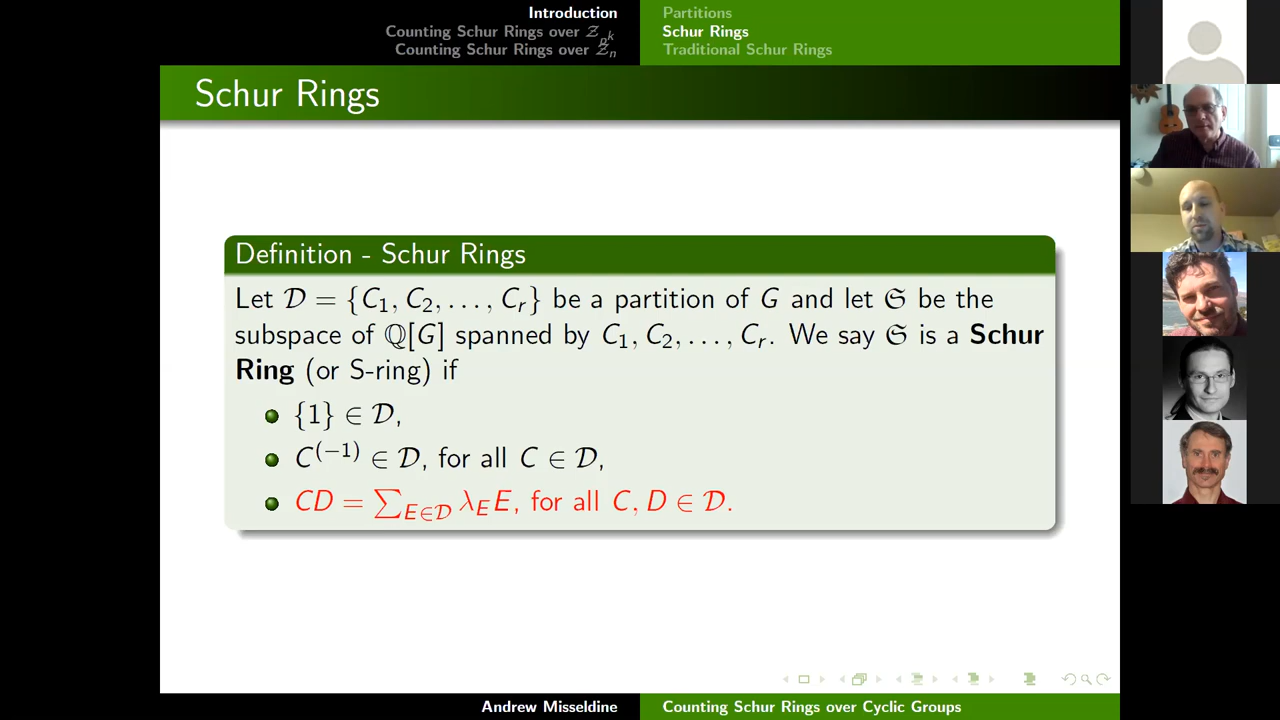 Introduction
Counting Schur Rings over 𝒵_{p^k}
Counting Schur Rings over 𝒵_n
Partitions
Schur Rings
Traditional Schur Rings
Schur Rings
Definition - Schur Rings
Let 𝒟 = {C₁, C₂, . . . , Cᵣ} be a partition of G and let 𝔖 be the
subspace of ℚ[G] spanned by C₁, C₂, . . . , Cᵣ. We say 𝔖 is a Schur
Ring (or S-ring) if
{1} ∈ 𝒟,
C⁽⁻¹⁾ ∈ 𝒟, for all C ∈ 𝒟,
CD = ∑_{E∈𝒟} λ_E E, for all C, D ∈ 𝒟.
Andrew Misseldine
Counting Schur Rings over Cyclic Groups